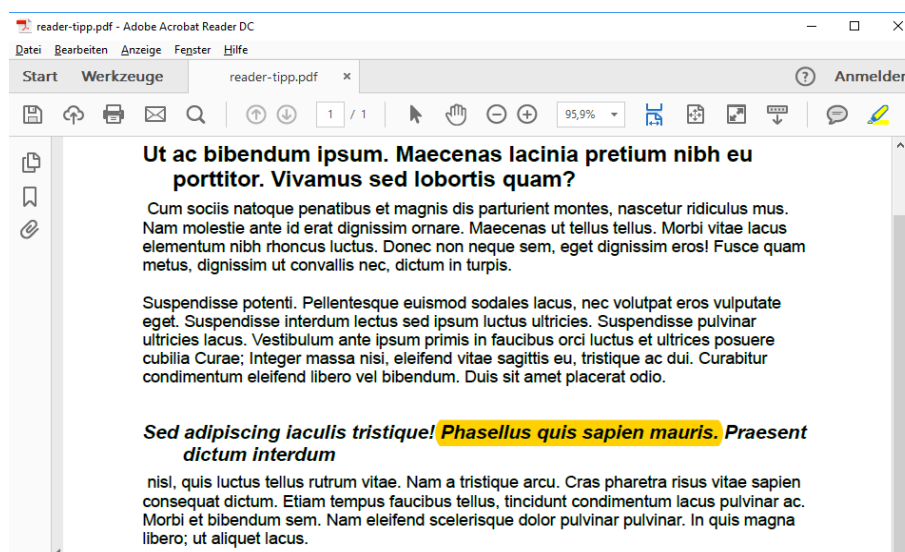 reader-tipp.pdf - Adobe Acrobat Reader DC
Datei Bearbeiten Anzeige Fenster Hilfe
Start Werkzeuge reader-tipp.pdf × ? Anmelder
1 / 1 95,9%
Ut ac bibendum ipsum. Maecenas lacinia pretium nibh eu
porttitor. Vivamus sed lobortis quam?
Cum sociis natoque penatibus et magnis dis parturient montes, nascetur ridiculus mus.
Nam molestie ante id erat dignissim ornare. Maecenas ut tellus tellus. Morbi vitae lacus
elementum nibh rhoncus luctus. Donec non neque sem, eget dignissim eros! Fusce quam
metus, dignissim ut convallis nec, dictum in turpis.
Suspendisse potenti. Pellentesque euismod sodales lacus, nec volutpat eros vulputate
eget. Suspendisse interdum lectus sed ipsum luctus ultricies. Suspendisse pulvinar
ultricies lacus. Vestibulum ante ipsum primis in faucibus orci luctus et ultrices posuere
cubilia Curae; Integer massa nisi, eleifend vitae sagittis eu, tristique ac dui. Curabitur
condimentum eleifend libero vel bibendum. Duis sit amet placerat odio.
Sed adipiscing iaculis tristique! Phasellus quis sapien mauris. Praesent
dictum interdum
nisl, quis luctus tellus rutrum vitae. Nam a tristique arcu. Cras pharetra risus vitae sapien
consequat dictum. Etiam tempus faucibus tellus, tincidunt condimentum lacus pulvinar ac.
Morbi et bibendum sem. Nam eleifend scelerisque dolor pulvinar pulvinar. In quis magna
libero; ut aliquet lacus.